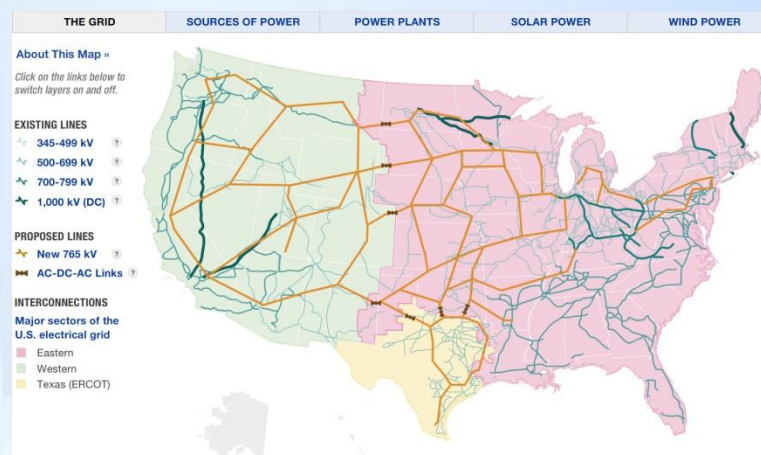 THE GRID
SOURCES OF POWER
POWER PLANTS
SOLAR POWER
WIND POWER
About This Map »
Click on the links below to
switch layers on and off.
EXISTING LINES
345-499 kV ?
500-699 kV ?
700-799 kV ?
1,000 kV (DC) ?
PROPOSED LINES
New 765 kV ?
AC-DC-AC Links ?
INTERCONNECTIONS
Major sectors of the
U.S. electrical grid
Eastern
Western
Texas (ERCOT)